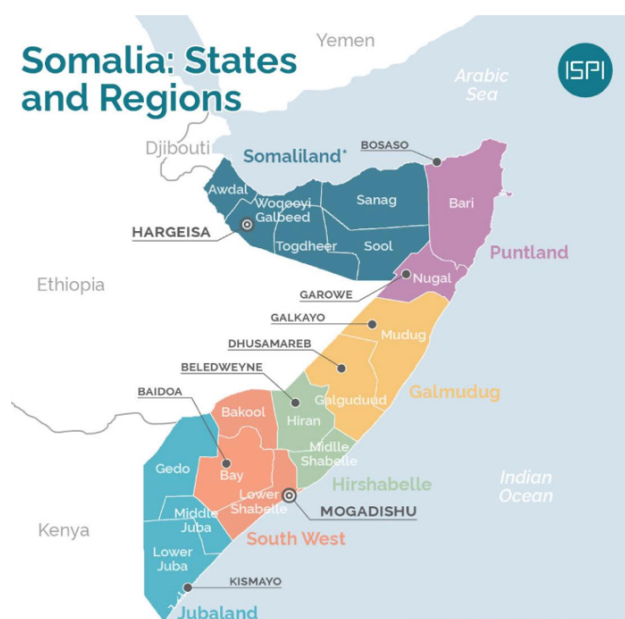 Somalia: States
and Regions
Yemen
ISPI
Arabic
Sea
BOSASO
Djibouti
Somaliland*
Awdal
Sanag
Woqooyi
Galbeed
Bari
HARGEISA
Togdheer
Sool
Puntland
Nugal
Ethiopia
GAROWE
GALKAYO
Mudug
DHUSAMAREB
BELEDWEYNE
Galmudug
BAIDOA
Galguduud
Bakool
Hiran
Midlle
Shabelle
Gedo
Bay
Indian
Ocean
Hirshabelle
Lower
Shabelle
MOGADISHU
Middle
Juba
Kenya
South West
Lower
Juba
KISMAYO
Jubaland